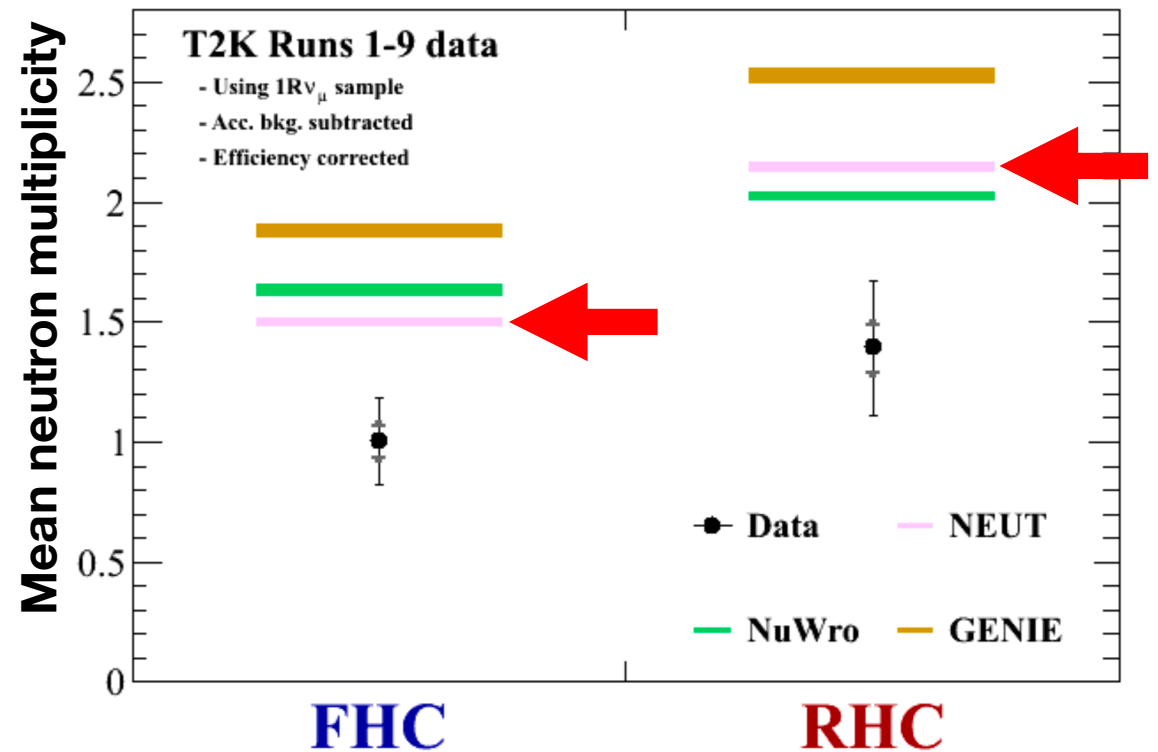 Mean neutron multiplicity
T2K Runs 1-9 data
- Using 1Rνμ sample
- Acc. bkg. subtracted
- Efficiency corrected
2.5
2
1.5
1
0.5
0
Data
NEUT
NuWro
GENIE
FHC
RHC